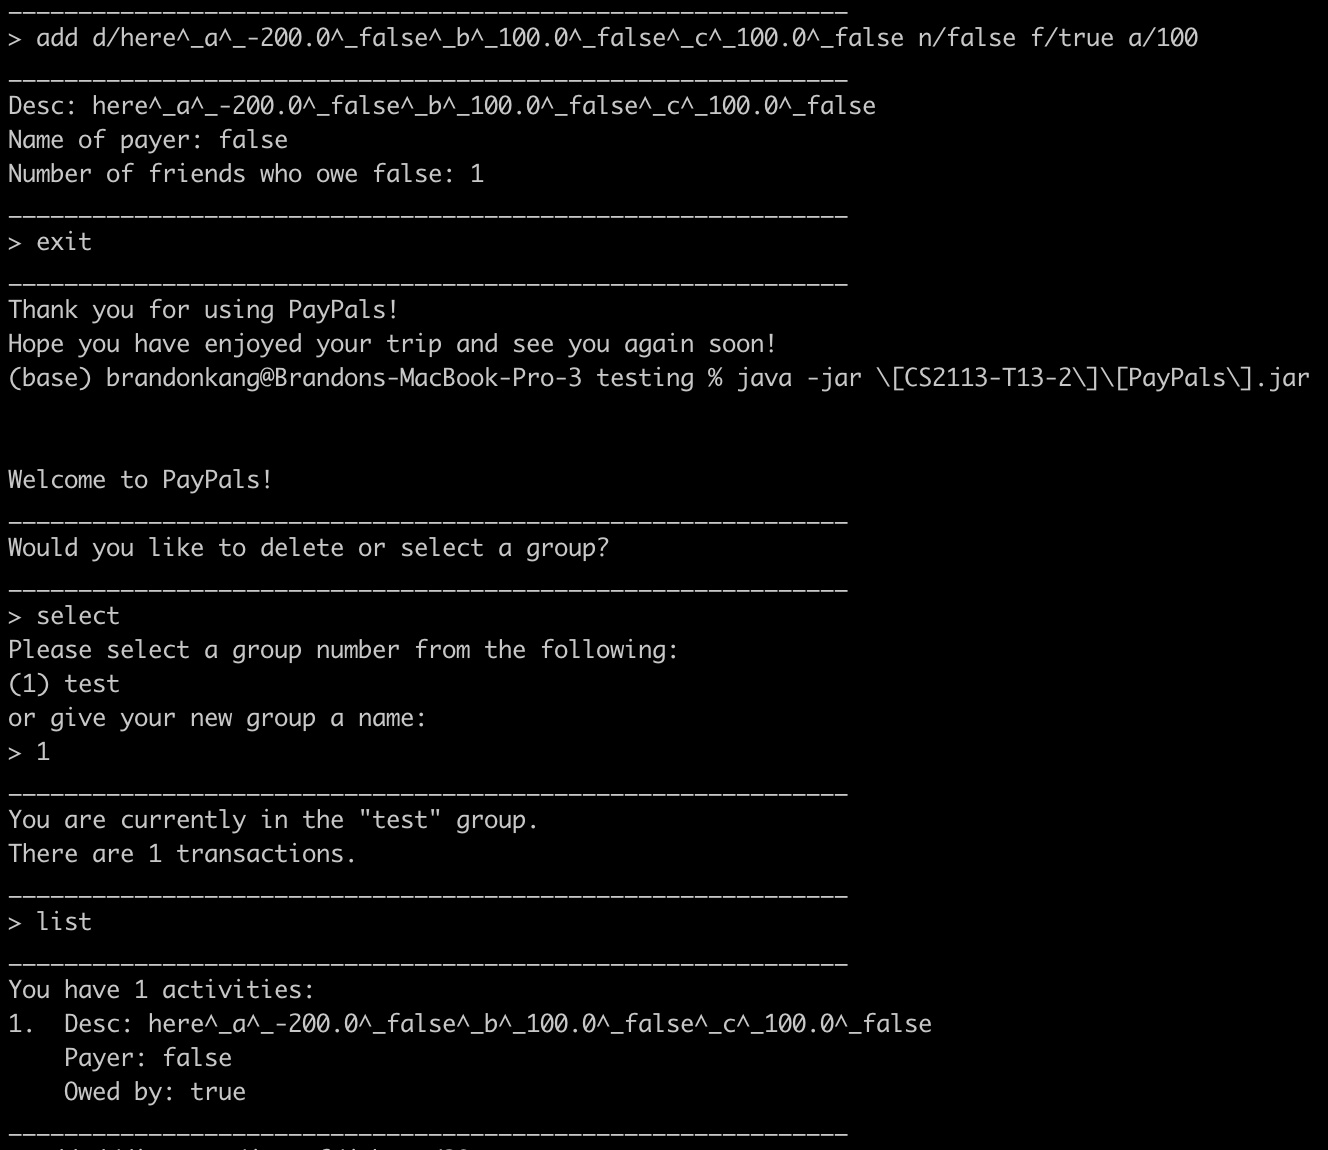 ____________________________________________________________
> add d/here^_a^_-200.0^_false^_b^_100.0^_false^_c^_100.0^_false n/false f/true a/100
____________________________________________________________
Desc: here^_a^_-200.0^_false^_b^_100.0^_false^_c^_100.0^_false
Name of payer: false
Number of friends who owe false: 1
____________________________________________________________
> exit
____________________________________________________________
Thank you for using PayPals!
Hope you have enjoyed your trip and see you again soon!
(base) brandonkang@Brandons-MacBook-Pro-3 testing % java -jar \[CS2113-T13-2\]\[PayPals\].jar
Welcome to PayPals!
____________________________________________________________
Would you like to delete or select a group?
____________________________________________________________
> select
Please select a group number from the following:
(1) test
or give your new group a name:
> 1
____________________________________________________________
You are currently in the "test" group.
There are 1 transactions.
____________________________________________________________
> list
____________________________________________________________
You have 1 activities:
1.  Desc: here^_a^_-200.0^_false^_b^_100.0^_false^_c^_100.0^_false
    Payer: false
    Owed by: true
____________________________________________________________